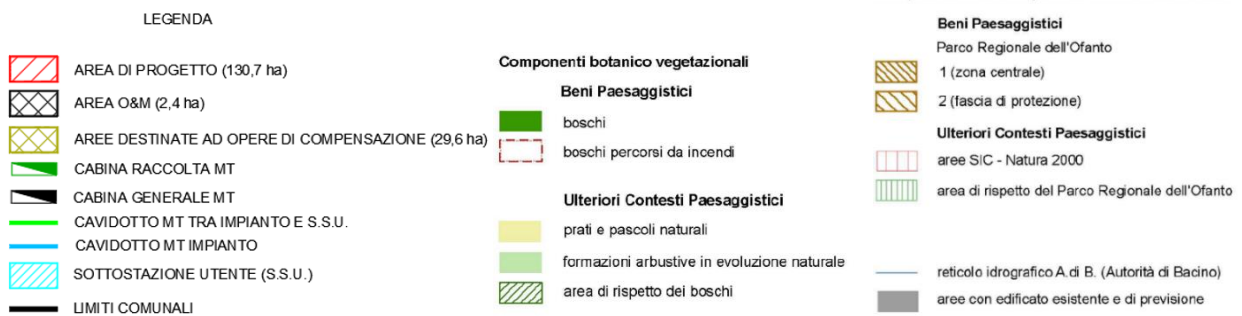 LEGENDA
AREA DI PROGETTO (130,7 ha)
AREA O&M (2,4 ha)
AREE DESTINATE AD OPERE DI COMPENSAZIONE (29,6 ha)
CABINA RACCOLTA MT
CABINA GENERALE MT
CAVIDOTTO MT TRA IMPIANTO E S.S.U.
CAVIDOTTO MT IMPIANTO
SOTTOSTAZIONE UTENTE (S.S.U.)
LIMITI COMUNALI
Componenti botanico vegetazionali
Beni Paesaggistici
boschi
boschi percorsi da incendi
Ulteriori Contesti Paesaggistici
prati e pascoli naturali
formazioni arbustive in evoluzione naturale
area di rispetto dei boschi
Beni Paesaggistici
Parco Regionale dell'Ofanto
1 (zona centrale)
2 (fascia di protezione)
Ulteriori Contesti Paesaggistici
aree SIC - Natura 2000
area di rispetto del Parco Regionale dell'Ofanto
reticolo idrografico A.di B. (Autorità di Bacino)
aree con edificato esistente e di previsione